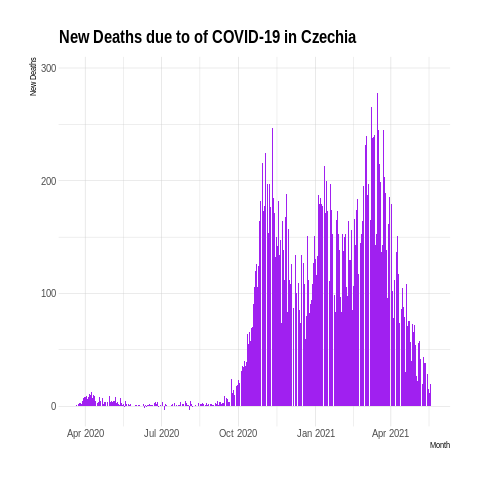 New Deaths due to of COVID-19 in Czechia
New Deaths
300
200
100
0
Apr 2020 Jul 2020 Oct 2020 Jan 2021 Apr 2021
Month